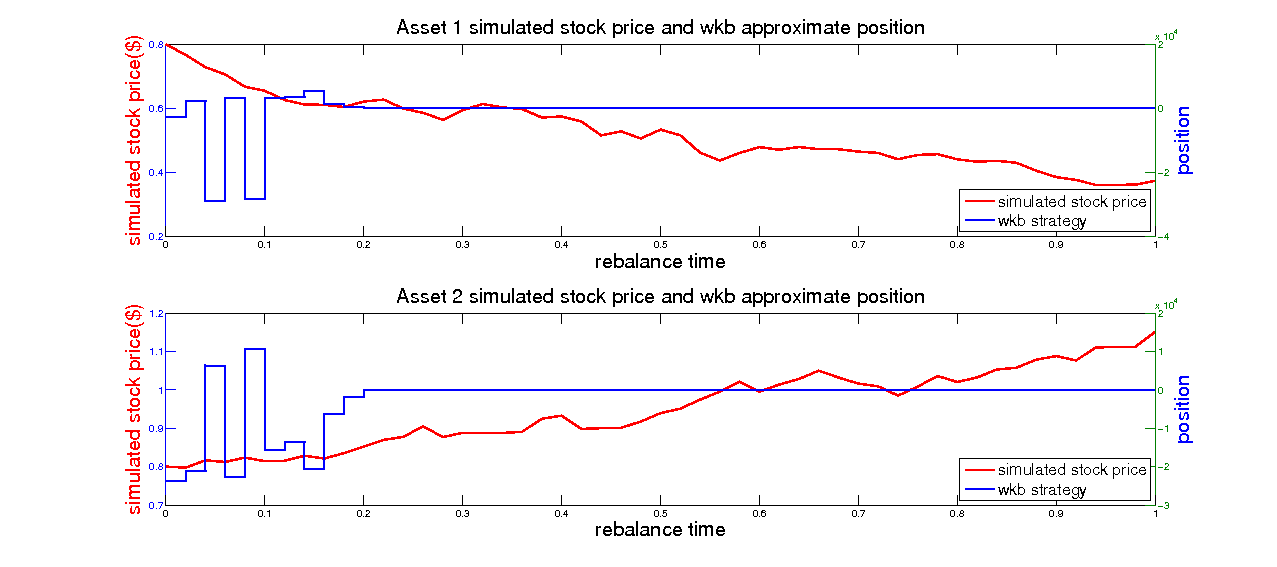 Asset 1 simulated stock price and wkb approximate position
x 10^4
0.8
0.6
0.4
0.2
2
0
−2
−4
simulated stock price($)
position
simulated stock price
wkb strategy
0 0.1 0.2 0.3 0.4 0.5 0.6 0.7 0.8 0.9 1
rebalance time
Asset 2 simulated stock price and wkb approximate position
x 10^4
1.2
1.1
1
0.9
0.8
0.7
2
1
0
−1
−2
−3
simulated stock price($)
position
simulated stock price
wkb strategy
0 0.1 0.2 0.3 0.4 0.5 0.6 0.7 0.8 0.9 1
rebalance time